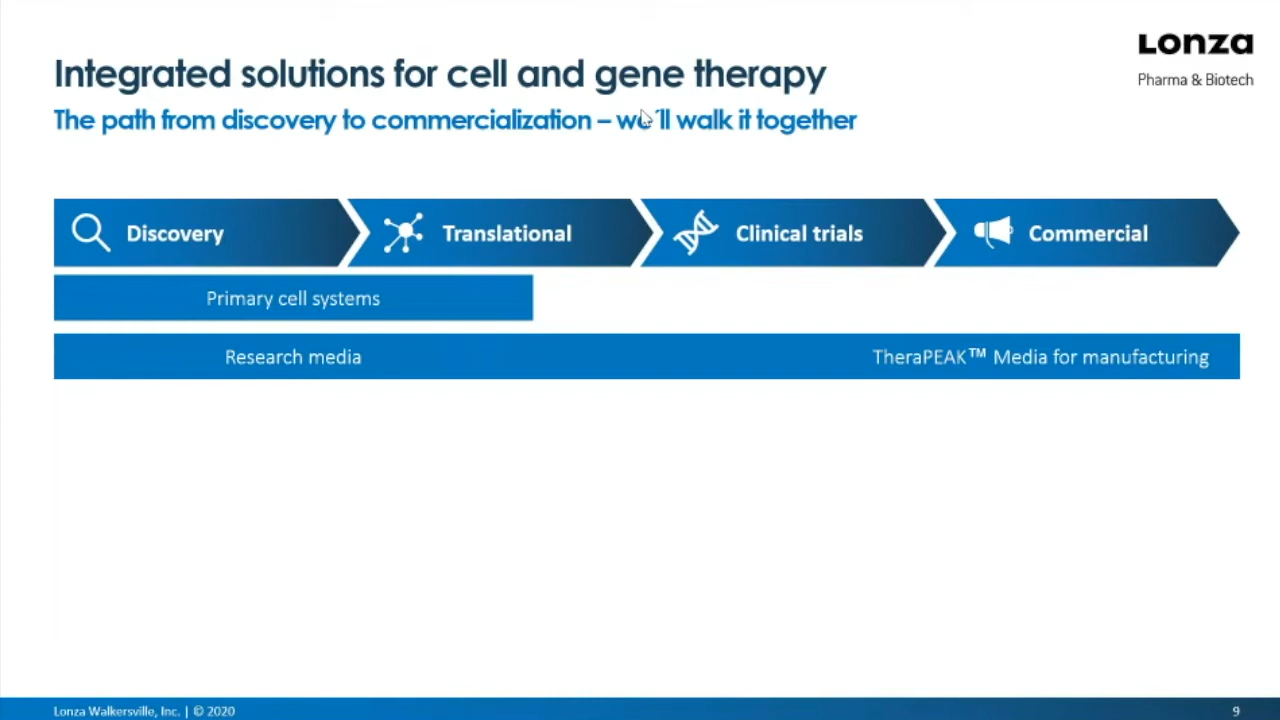 Lonza
Pharma & Biotech
Integrated solutions for cell and gene therapy
The path from discovery to commercialization – we'll walk it together
Discovery
Translational
Clinical trials
Commercial
Primary cell systems
Research media
TheraPEAK™ Media for manufacturing
Lonza Walkersville, Inc. | © 2020
9